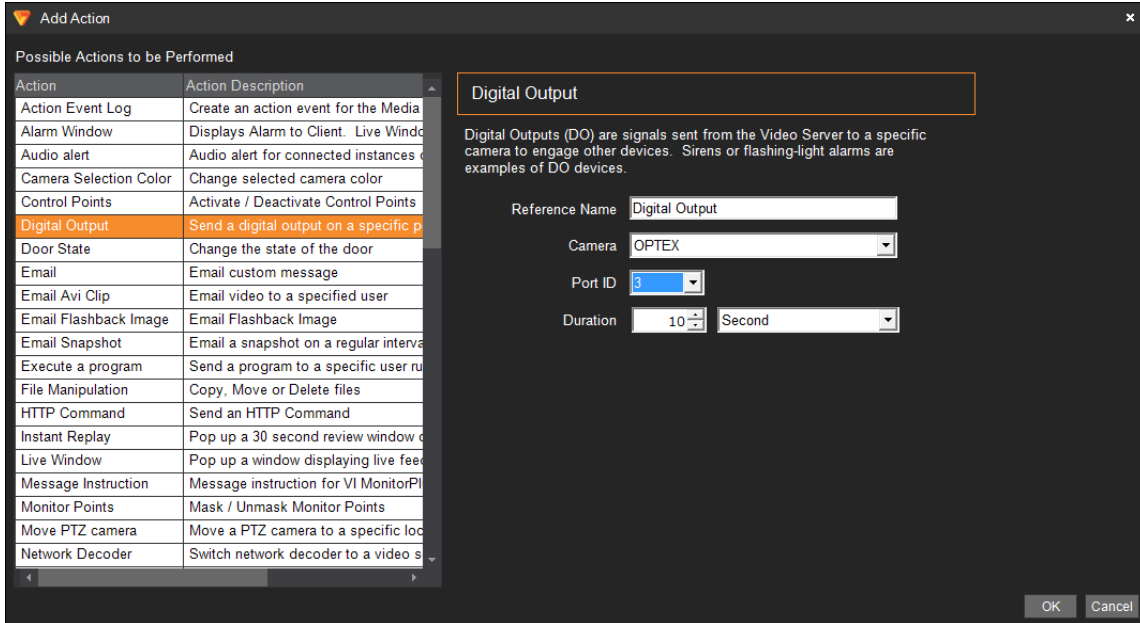 Add Action
Possible Actions to be Performed
Action Action Description
Action Event Log Create an action event for the Media
Alarm Window Displays Alarm to Client. Live Windo
Audio alert Audio alert for connected instances
Camera Selection Color Change selected camera color
Control Points Activate / Deactivate Control Points
Digital Output Send a digital output on a specific p
Door State Change the state of the door
Email Email custom message
Email Avi Clip Email video to a specified user
Email Flashback Image Email Flashback Image
Email Snapshot Email a snapshot on a regular interva
Execute a program Send a program to a specific user ru
File Manipulation Copy, Move or Delete files
HTTP Command Send an HTTP Command
Instant Replay Pop up a 30 second review window
Live Window Pop up a window displaying live feed
Message Instruction Message instruction for VI MonitorPl
Monitor Points Mask / Unmask Monitor Points
Move PTZ camera Move a PTZ camera to a specific loc
Network Decoder Switch network decoder to a video s
Digital Output
Digital Outputs (DO) are signals sent from the Video Server to a specific
camera to engage other devices. Sirens or flashing-light alarms are
examples of DO devices.
Reference Name Digital Output
Camera OPTEX
Port ID 3
Duration 10 Second
OK Cancel